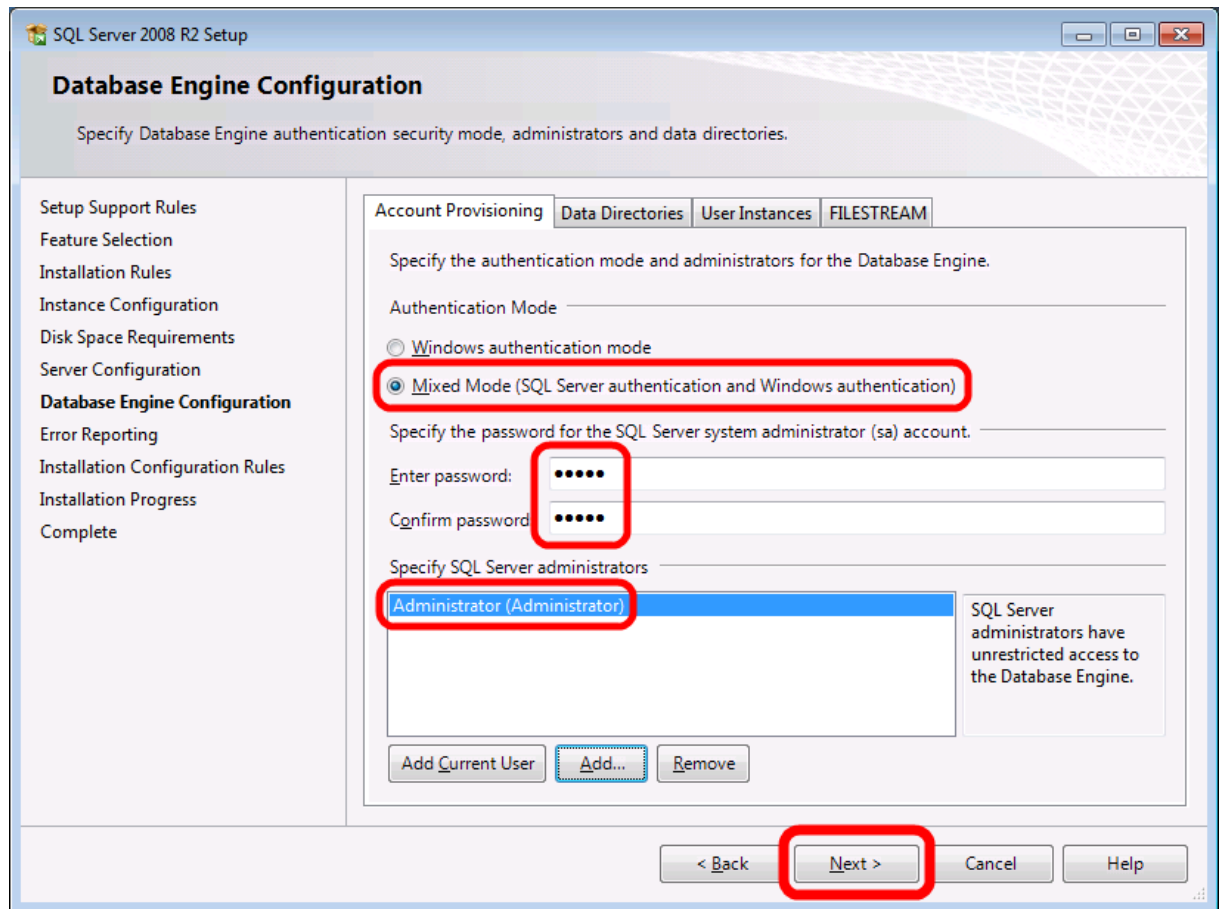 SQL Server 2008 R2 Setup
Database Engine Configuration
Specify Database Engine authentication security mode, administrators and data directories.
Setup Support Rules
Feature Selection
Installation Rules
Instance Configuration
Disk Space Requirements
Server Configuration
Database Engine Configuration
Error Reporting
Installation Configuration Rules
Installation Progress
Complete
Account Provisioning
Data Directories
User Instances
FILESTREAM
Specify the authentication mode and administrators for the Database Engine.
Authentication Mode
Windows authentication mode
Mixed Mode (SQL Server authentication and Windows authentication)
Specify the password for the SQL Server system administrator (sa) account.
Enter password: •••••
Confirm password •••••
Specify SQL Server administrators
Administrator (Administrator)
SQL Server
administrators have
unrestricted access to
the Database Engine.
Add Current User
Add...
Remove
< Back
Next >
Cancel
Help